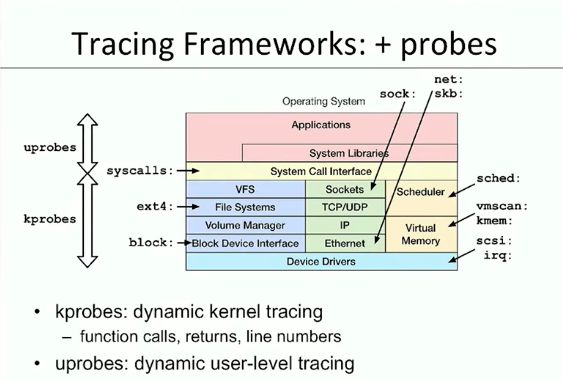 Tracing Frameworks: + probes
net:
skb:
sock:
Operating System
Applications
System Libraries
uprobes
syscalls:
System Call Interface
VFS
Sockets
Scheduler
sched:
ext4:
File Systems
TCP/UDP
kprobes
Volume Manager
IP
Virtual
Memory
vmscan:
kmem:
block:
Block Device Interface
Ethernet
scsi:
irq:
Device Drivers
• kprobes: dynamic kernel tracing
– function calls, returns, line numbers
• uprobes: dynamic user-level tracing